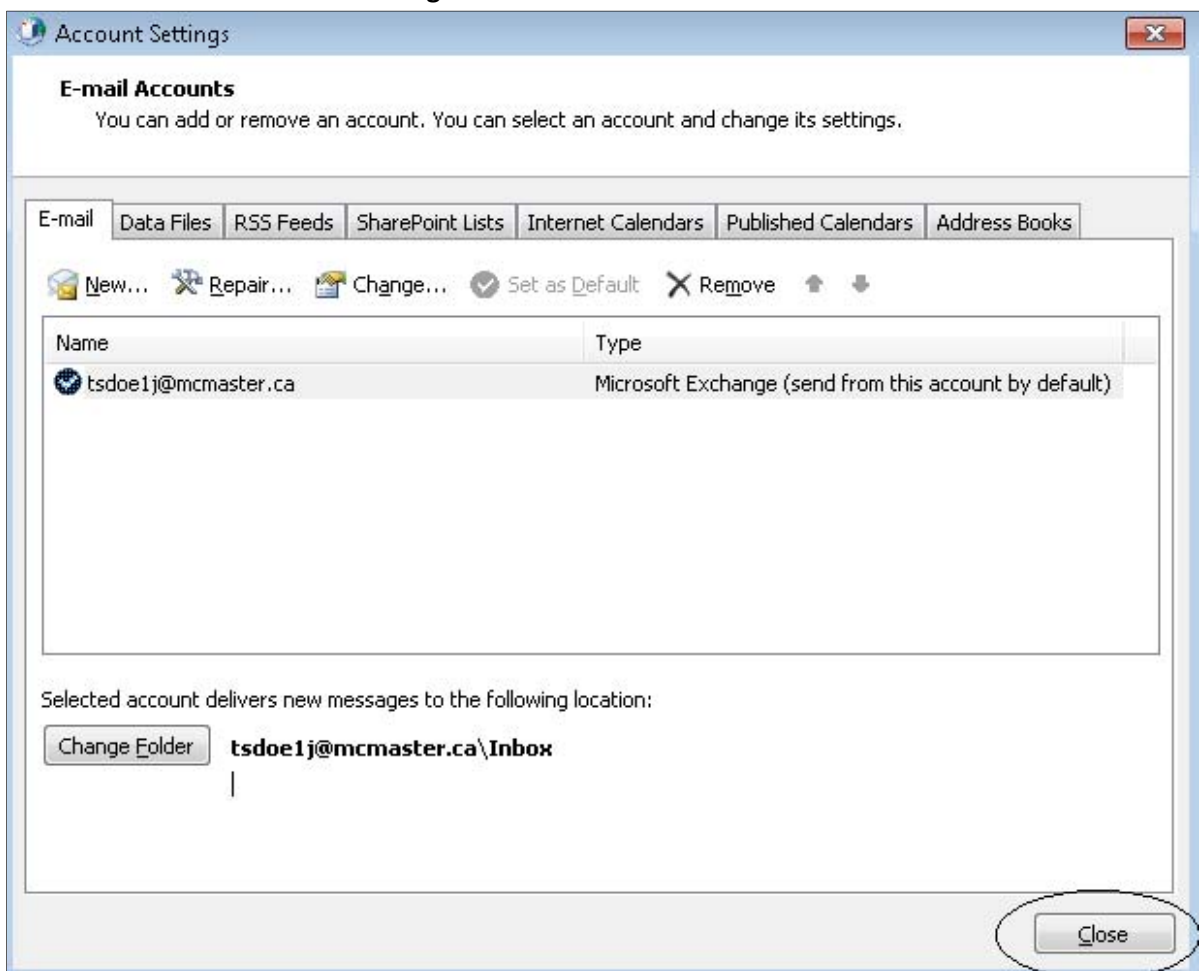 Account Settings
E-mail Accounts
You can add or remove an account. You can select an account and change its settings.
E-mail Data Files RSS Feeds SharePoint Lists Internet Calendars Published Calendars Address Books
New... Repair... Change... Set as Default Remove
Name Type
tsdoe1j@mcmaster.ca Microsoft Exchange (send from this account by default)
Selected account delivers new messages to the following location:
Change Folder tsdoe1j@mcmaster.ca\Inbox
Close